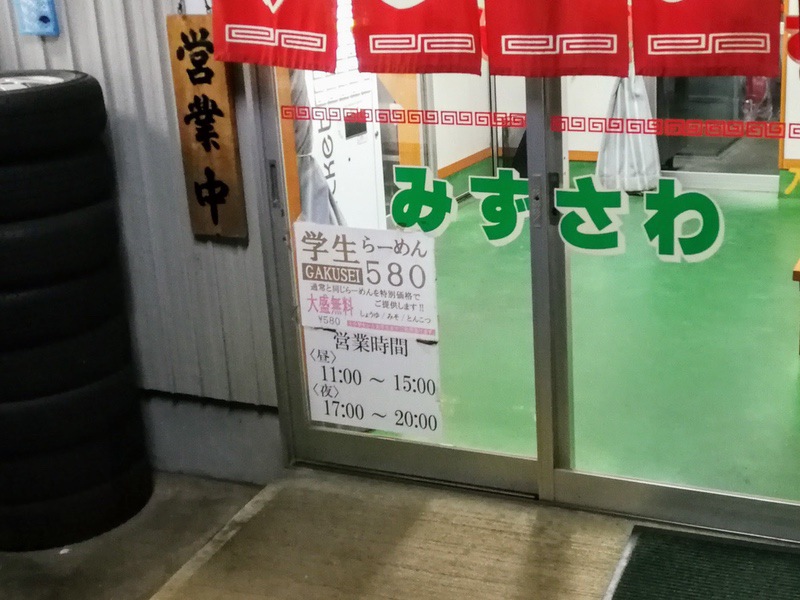 営業中
みずさわ
学生らーめん
GAKUSEI 580
通常と同じらーめんを特別価格で
ご提供します!!
大盛無料
¥580
しょうゆ/みそ/とんこつ
営業時間
〈昼〉
11:00 ～ 15:00
〈夜〉
17:00 ～ 20:00